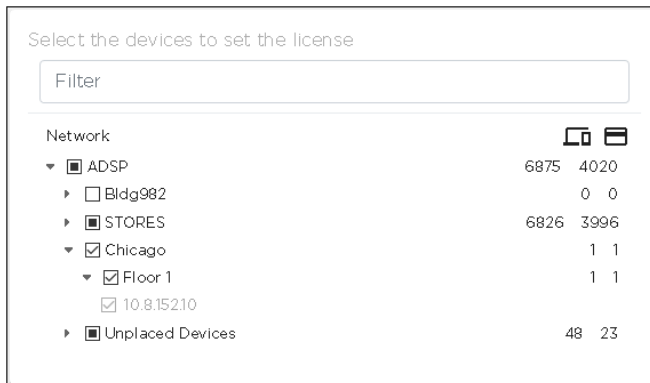 Select the devices to set the license
Filter
Network
ADSP 6875 4020
Bldg982 0 0
STORES 6826 3996
Chicago 1 1
Floor 1 1 1
10.8.152.10
Unplaced Devices 48 23